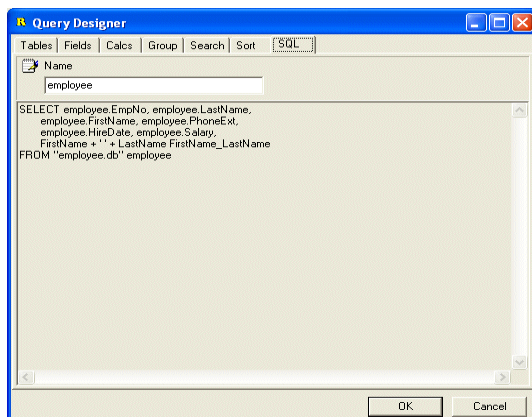 Query Designer
Tables Fields Calcs Group Search Sort SQL
Name
employee
SELECT employee.EmpNo, employee.LastName,
employee.FirstName, employee.PhoneExt,
employee.HireDate, employee.Salary,
FirstName + ' ' + LastName FirstName_LastName
FROM "employee.db" employee
OK Cancel